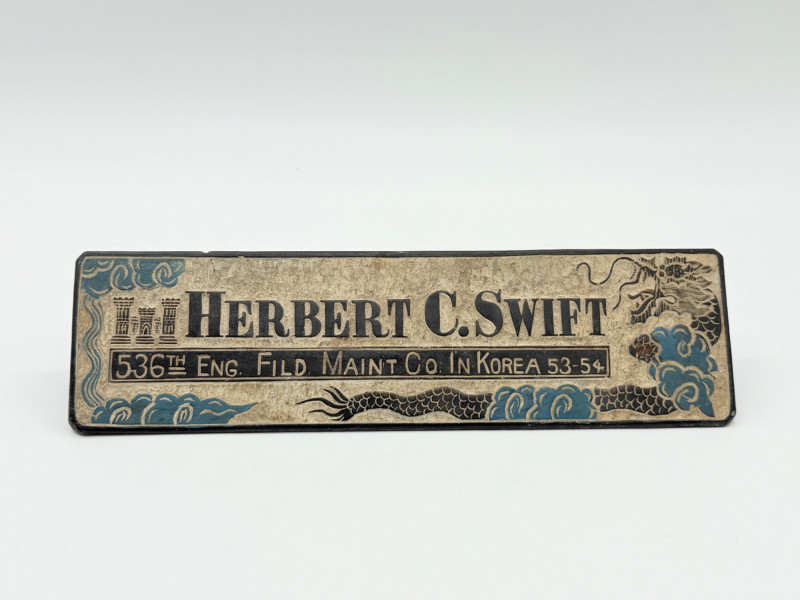 HERBERT C. SWIFT
536TH ENG. FILD. MAINT CO. IN KOREA 53-54